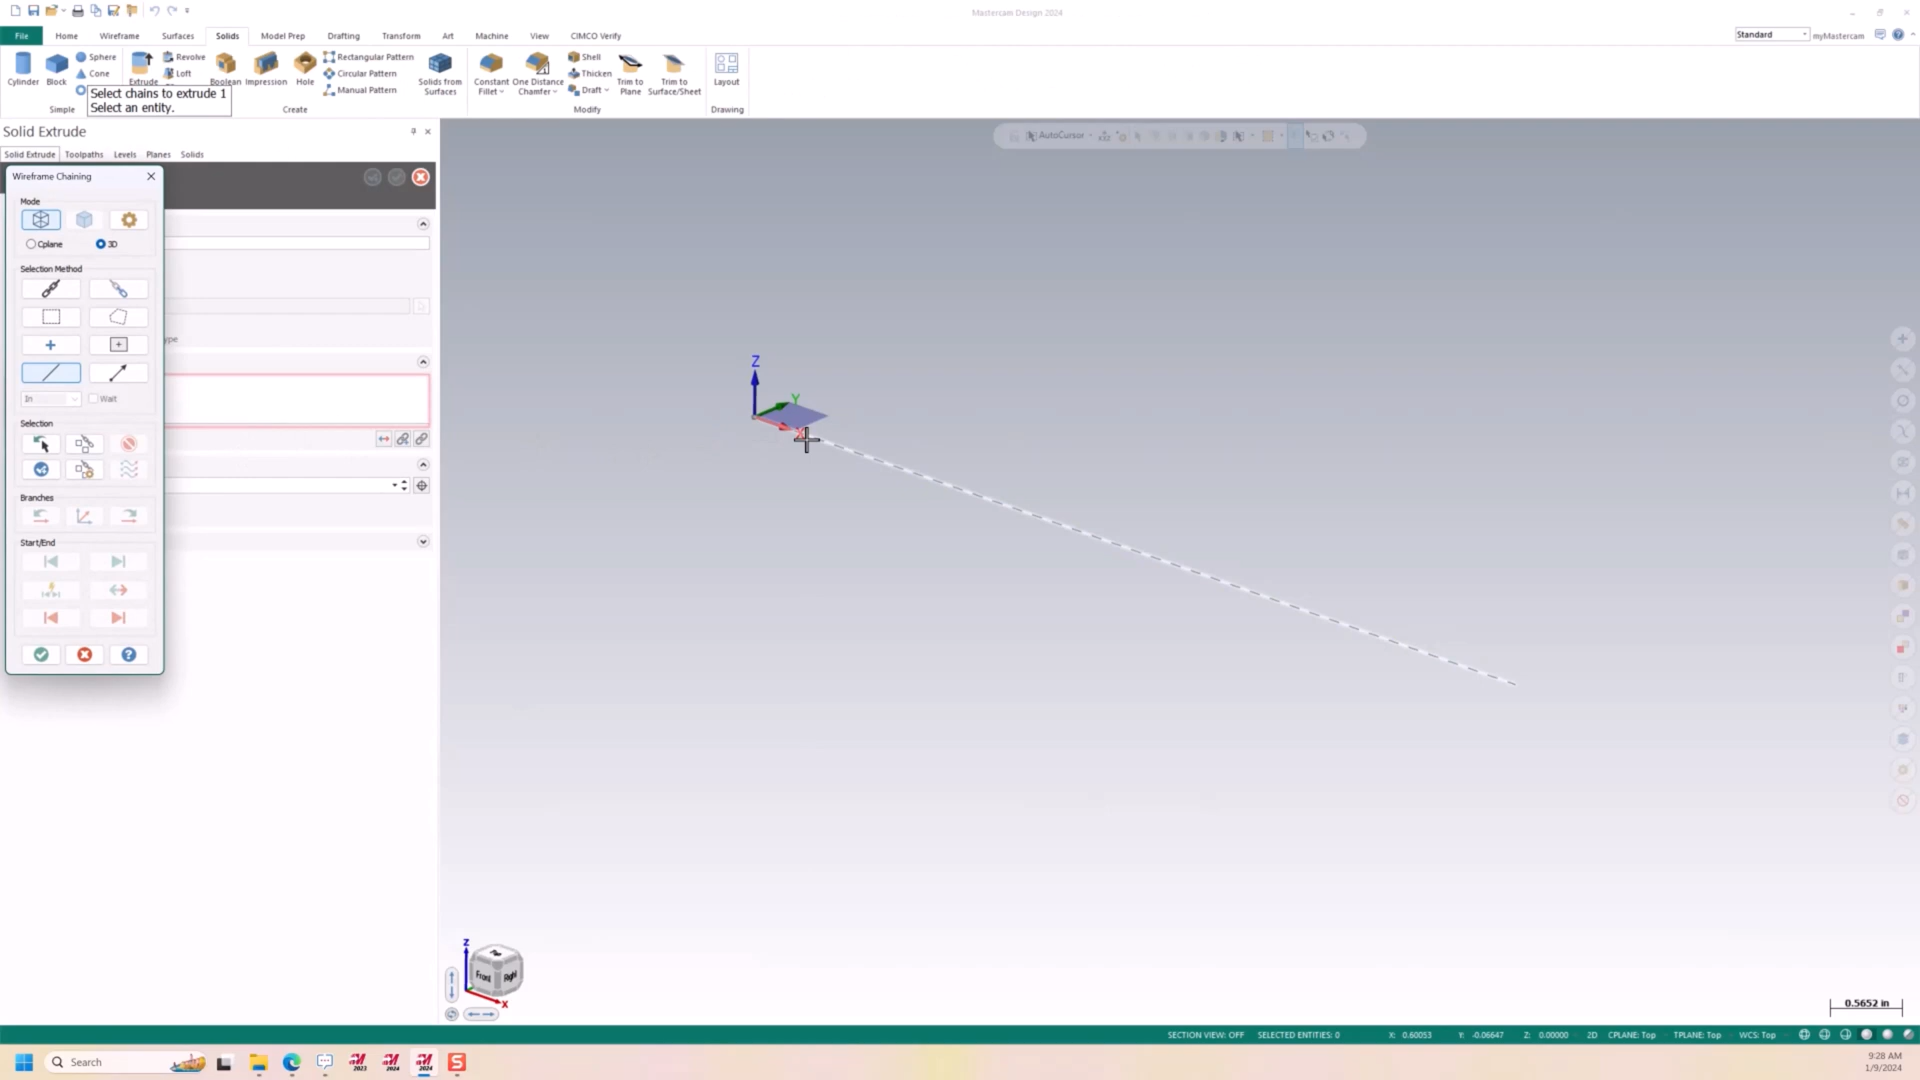 Mastercam Design 2024
File Home Wireframe Surfaces Solids Model Prep Drafting Transform Art Machine View CIMCO Verify
Standard myMastercam
Cylinder Block Sphere Cone Extrude Revolve Loft Boolean Impression Hole
Rectangular Pattern
Circular Pattern
Manual Pattern
Solids from Surfaces
Constant Fillet
One Distance Chamfer
Shell
Thicken
Draft
Trim to Plane
Trim to Surface/Sheet
Layout
Select chains to extrude 1
Select an entity.
Simple Create Modify Drawing
Solid Extrude
Solid Extrude Toolpaths Levels Planes Solids
AutoCursor
Wireframe Chaining
Mode
Cplane 3D
Selection Method
ype
In Wait
Selection
Branches
Start/End
Z
Y
X
Z
Front Right
X
0.5652 in
SECTION VIEW: OFF SELECTED ENTITIES: 0 X: 0.60053 Y: -0.06647 Z: 0.00000 2D CPLANE: Top TPLANE: Top WCS: Top
Search
2023 2024 2024 S
9:28 AM
1/9/2024